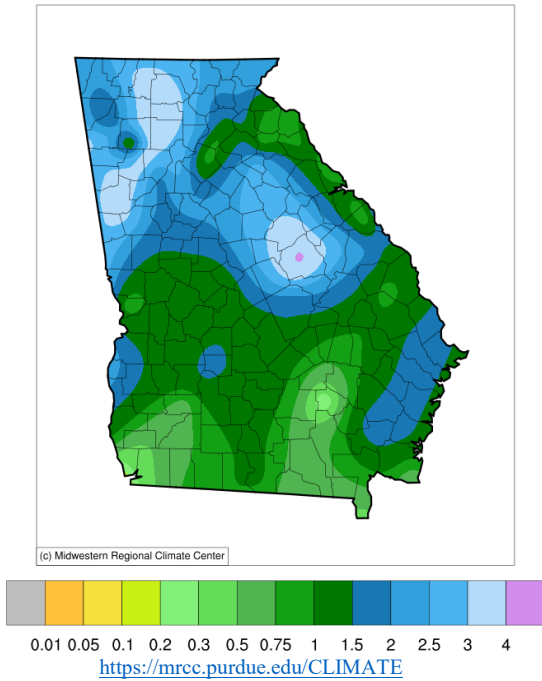 (c) Midwestern Regional Climate Center
0.01 0.05 0.1 0.2 0.3 0.5 0.75 1 1.5 2 2.5 3 4
https://mrcc.purdue.edu/CLIMATE